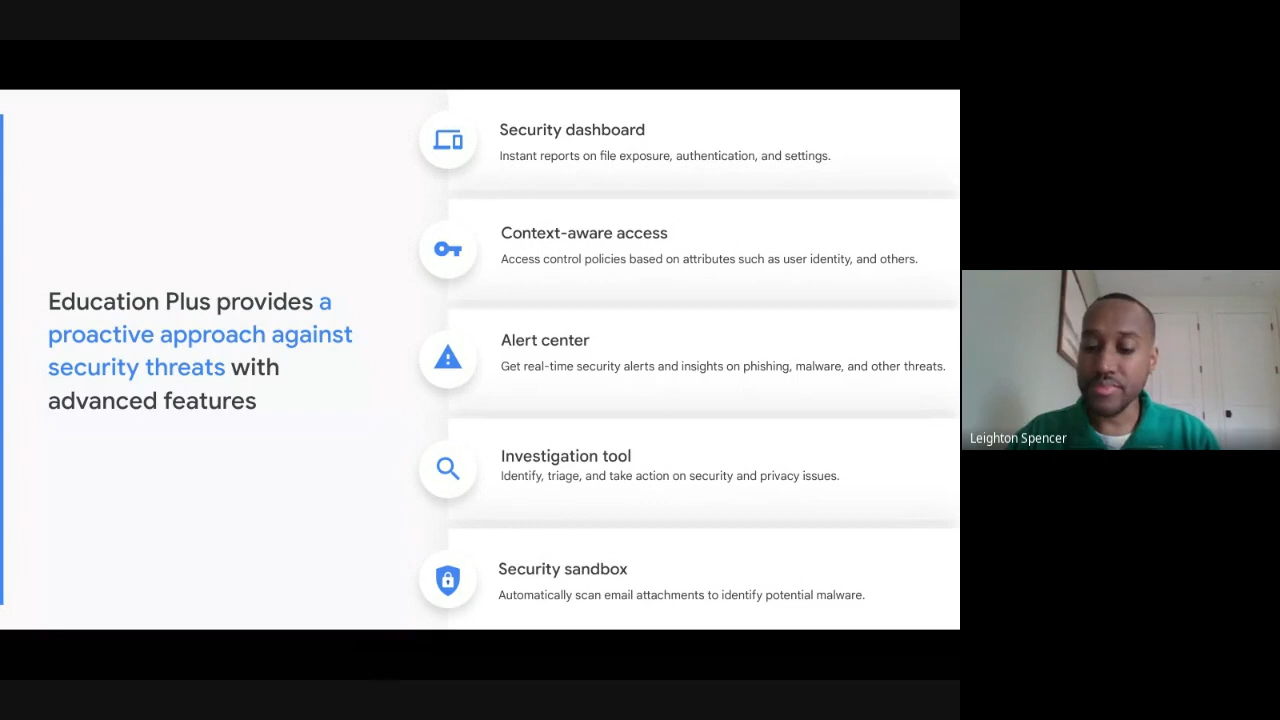 Education Plus provides a
proactive approach against
security threats with
advanced features
Security dashboard
Instant reports on file exposure, authentication, and settings.
Context-aware access
Access control policies based on attributes such as user identity, and others.
Alert center
Get real-time security alerts and insights on phishing, malware, and other threats.
Investigation tool
Identify, triage, and take action on security and privacy issues.
Security sandbox
Automatically scan email attachments to identify potential malware.
Leighton Spencer